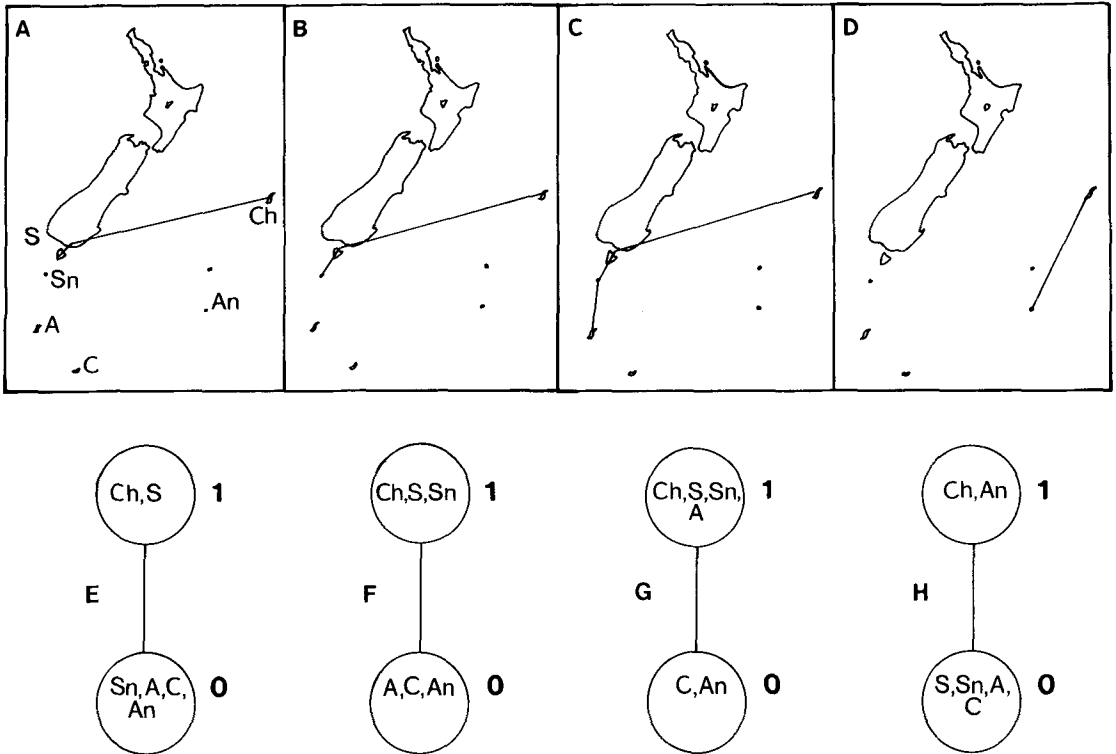 A
B
C
D
S
Ch
Sn
An
A
C
Ch,S 1
Ch,S,Sn 1
Ch,S,Sn,
A
1
Ch,An 1
E
F
G
H
Sn,A,C,
An
0
A,C,An 0
C,An 0
S,Sn,A,
C
0